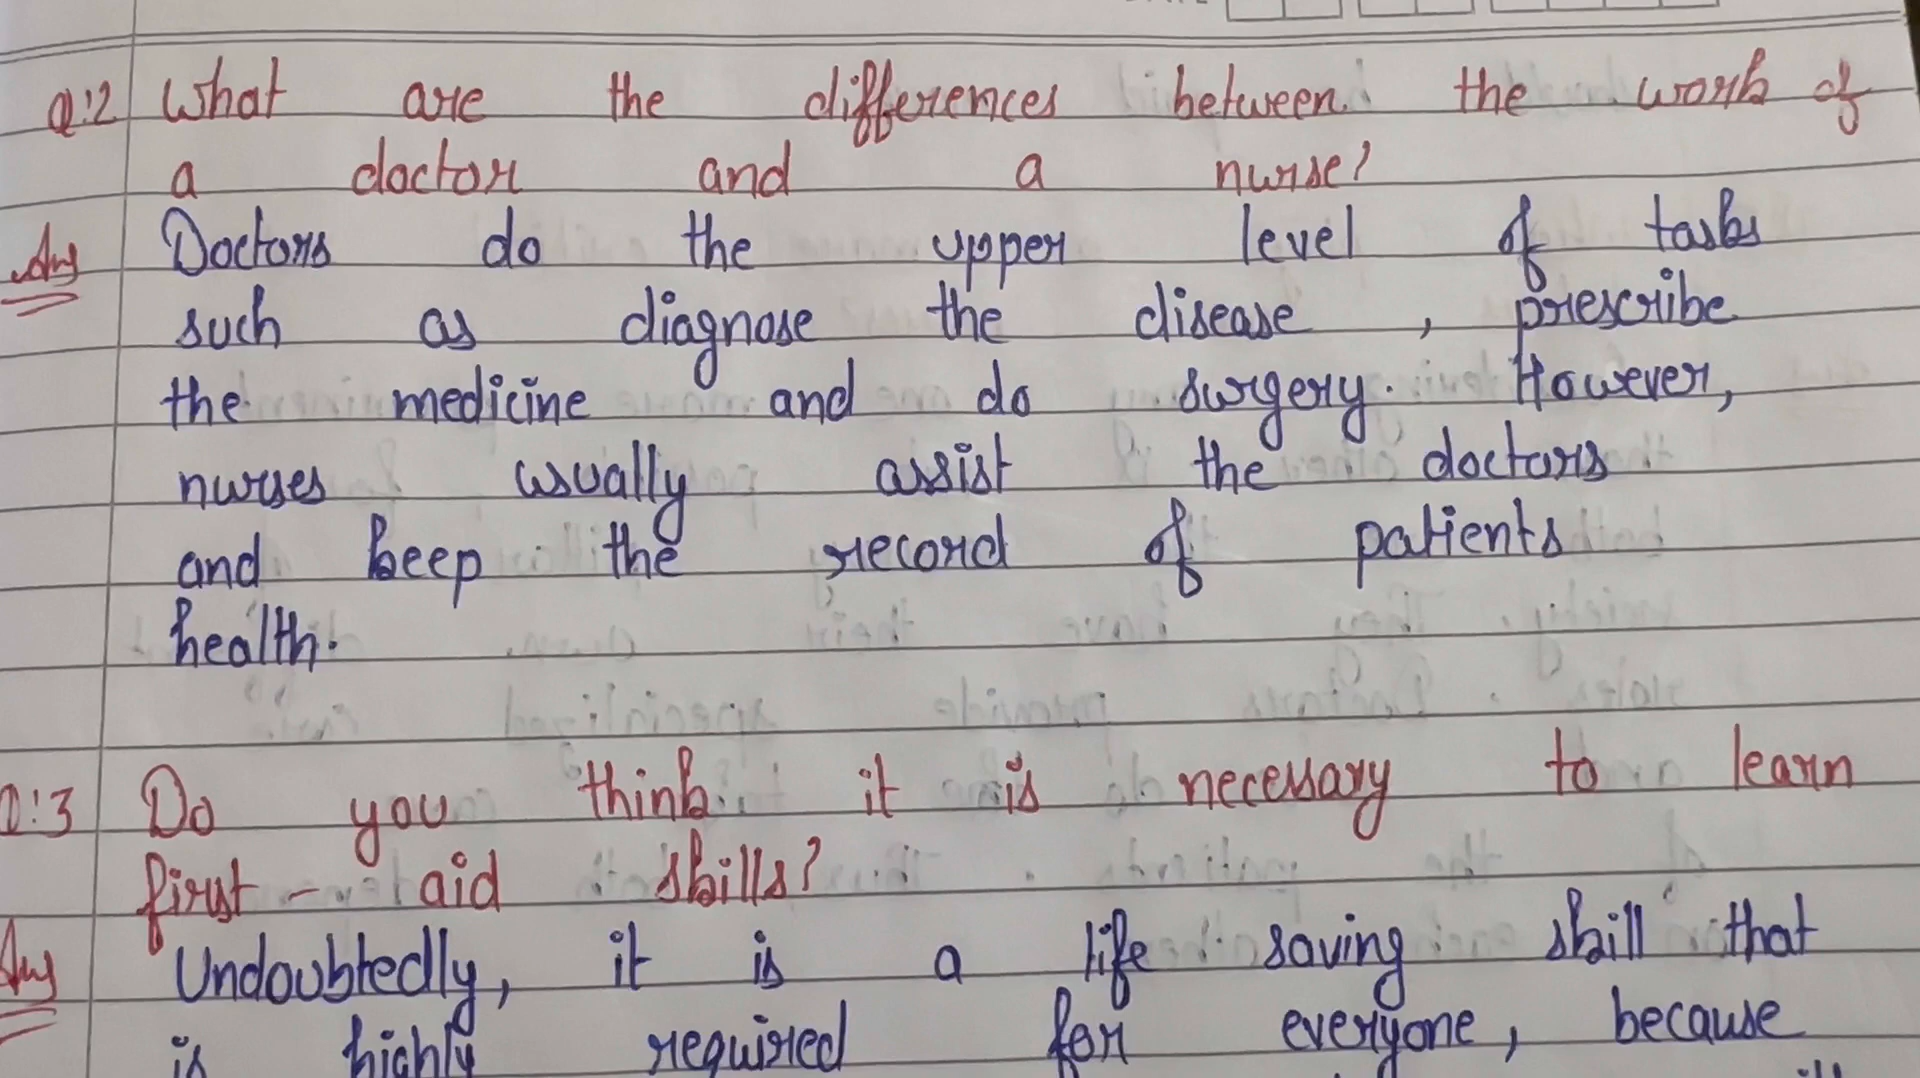 Q:2 What are the differences between the work of
a doctor and a nurse?
Ans Doctors do the upper level of tasks
such as diagnose the disease, prescribe
the medicine and do surgery. However,
nurses usually assist the doctors
and keep the record of patients
health.
Q:3 Do you think it is necessary to learn
first - aid skills?
Ans Undoubtedly, it is a life saving skill that
is highly required for everyone, because